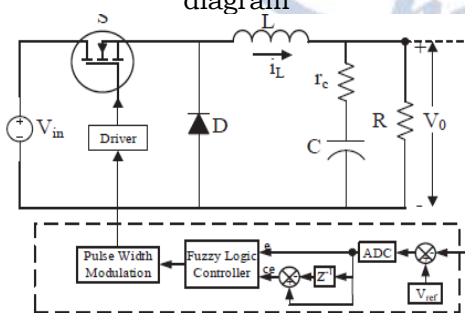 diagram
S
L
+
i_L
r_c
V_in
Driver
D
R
V_0
C
-
Pulse Width
Modulation
Fuzzy Logic
Controller
e
ce
Z^-1
ADC
V_ref